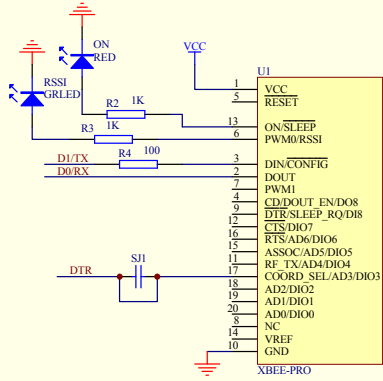 ON
RED
VCC
RSSI
GRLED
U1
1 VCC
5 RESET
R2 1K
13 ON/SLEEP
R3 1K
6 PWM0/RSSI
D1/TX R4 100
3 DIN/CONFIG
D0/RX
2 DOUT
7 PWM1
4 CD/DOUT_EN/DO8
9 DTR/SLEEP_RQ/DI8
12 CTS/DIO7
16 RTS/AD6/DIO6
15 ASSOC/AD5/DIO5
11 RF_TX/AD4/DIO4
DTR SJ1
17 COORD_SEL/AD3/DIO3
18 AD2/DIO2
19 AD1/DIO1
20 AD0/DIO0
8 NC
14 VREF
10 GND
XBEE-PRO